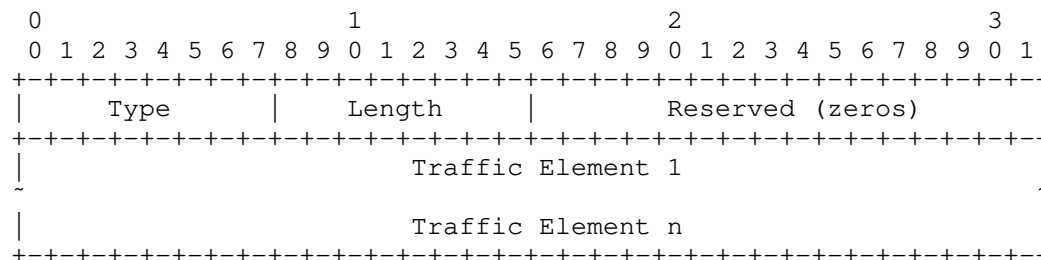 0                   1                   2                   3
 0 1 2 3 4 5 6 7 8 9 0 1 2 3 4 5 6 7 8 9 0 1 2 3 4 5 6 7 8 9 0 1
+-+-+-+-+-+-+-+-+-+-+-+-+-+-+-+-+-+-+-+-+-+-+-+-+-+-+-+-+-+-+-+-
|     Type      |    Length     |        Reserved (zeros)
+-+-+-+-+-+-+-+-+-+-+-+-+-+-+-+-+-+-+-+-+-+-+-+-+-+-+-+-+-+-+-+-
|                        Traffic Element 1
~                                                               ~
|                        Traffic Element n
+-+-+-+-+-+-+-+-+-+-+-+-+-+-+-+-+-+-+-+-+-+-+-+-+-+-+-+-+-+-+-+-